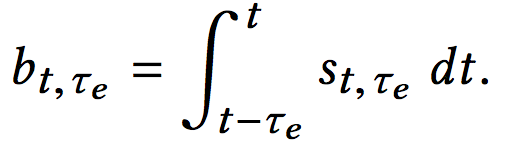 b_{t, τ_e} = ∫_{t−τ_e}^{t} s_{t, τ_e} dt.